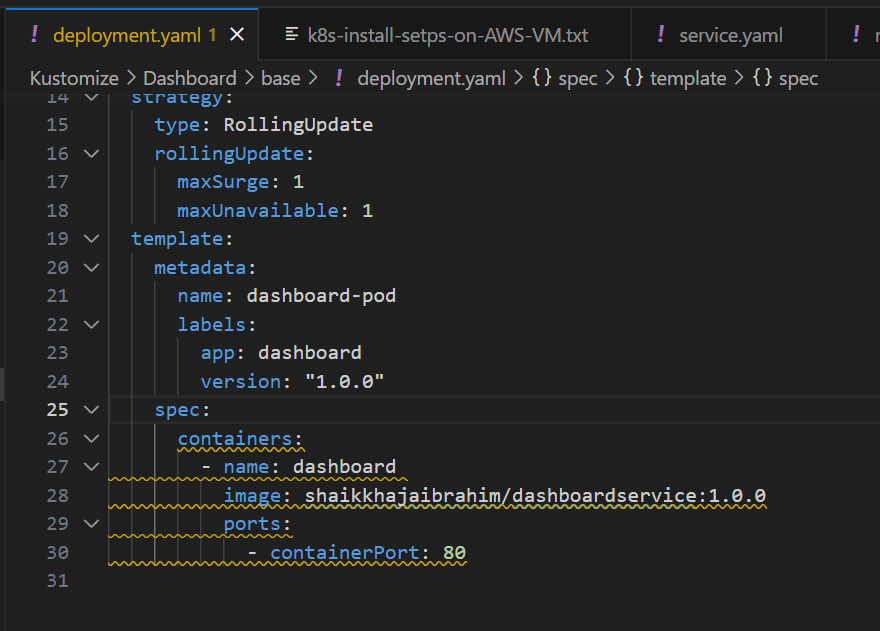 ! deployment.yaml 1 × k8s-install-setps-on-AWS-VM.txt ! service.yaml !
Kustomize > Dashboard > base > ! deployment.yaml > {} spec > {} template > {} spec
14 strategy:
15 type: RollingUpdate
16 rollingUpdate:
17 maxSurge: 1
18 maxUnavailable: 1
19 template:
20 metadata:
21 name: dashboard-pod
22 labels:
23 app: dashboard
24 version: "1.0.0"
25 spec:
26 containers:
27 - name: dashboard
28 image: shaikkhajaibrahim/dashboardservice:1.0.0
29 ports:
30 - containerPort: 80
31